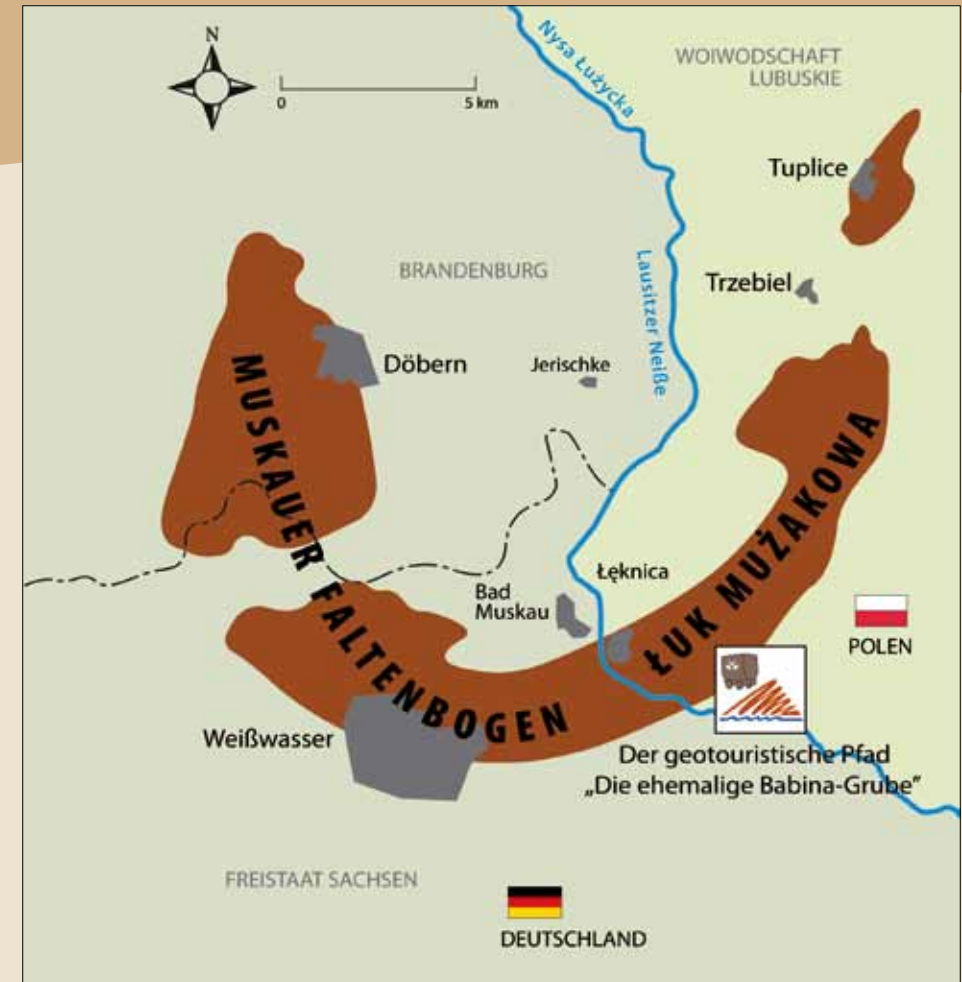 N
0
5 km
Nysa Łużycka
WOIWODSCHAFT
LUBUSKIE
Tuplice
BRANDENBURG
Trzebiel
Lausitzer Neiße
Döbern
Jerischke
MUSKAUER FALTENBOGEN
ŁUK MUŻAKOWA
Łęknica
Bad
Muskau
POLEN
Weißwasser
Der geotouristische Pfad
„Die ehemalige Babina-Grube”
FREISTAAT SACHSEN
DEUTSCHLAND